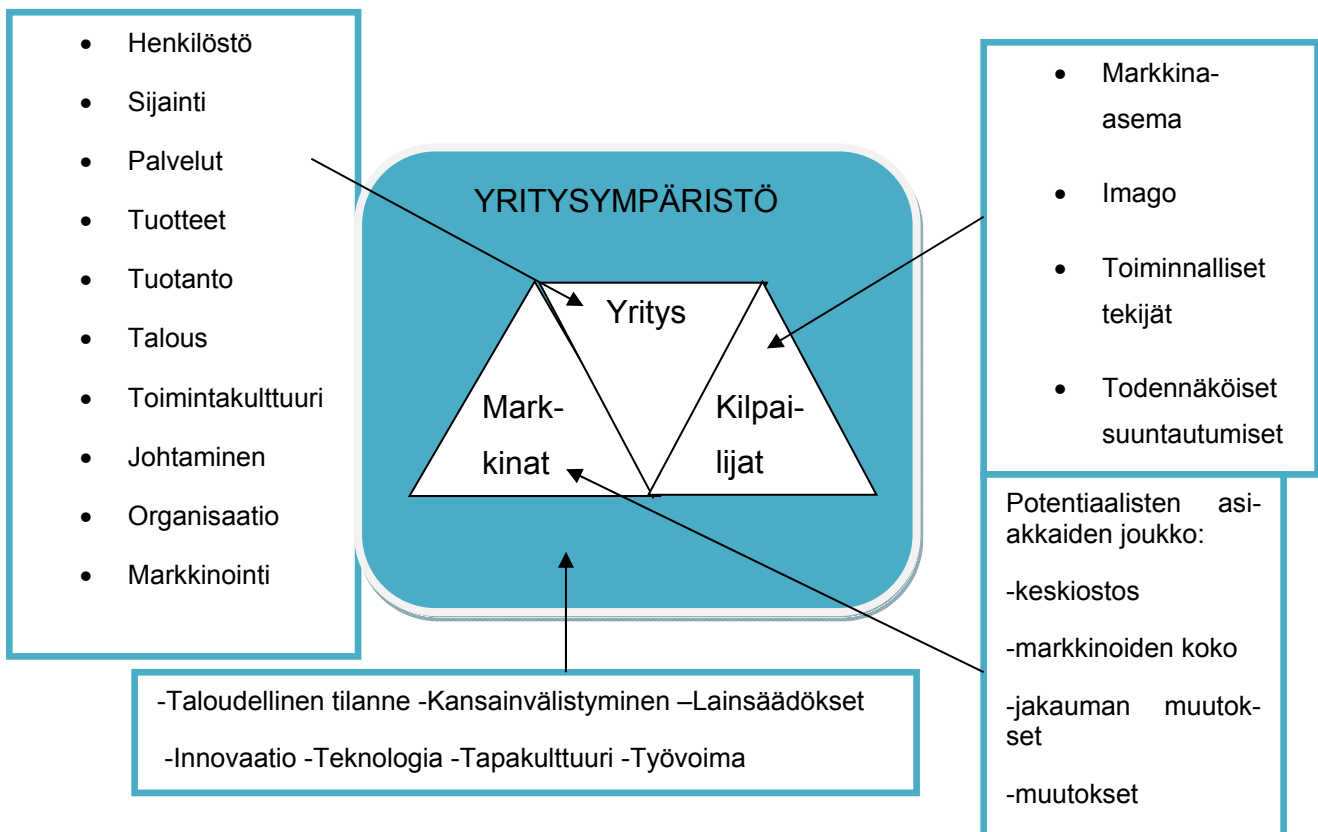 Henkilöstö
Sijainti
Palvelut
Tuotteet
Tuotanto
Talous
Toimintakulttuuri
Johtaminen
Organisaatio
Markkinointi
YRITYSYMPÄRISTÖ
Yritys
Mark-
kinat
Kilpai-
lijat
Markkina-
asema
Imago
Toiminnalliset
tekijät
Todennäköiset
suuntautumiset
Potentiaalisten asi-
akkaiden joukko:
-keskiostos
-markkinoiden koko
-jakauman muutok-
set
-muutokset
-Taloudellinen tilanne -Kansainvälistyminen –Lainsäädökset
-Innovaatio -Teknologia -Tapakulttuuri -Työvoima